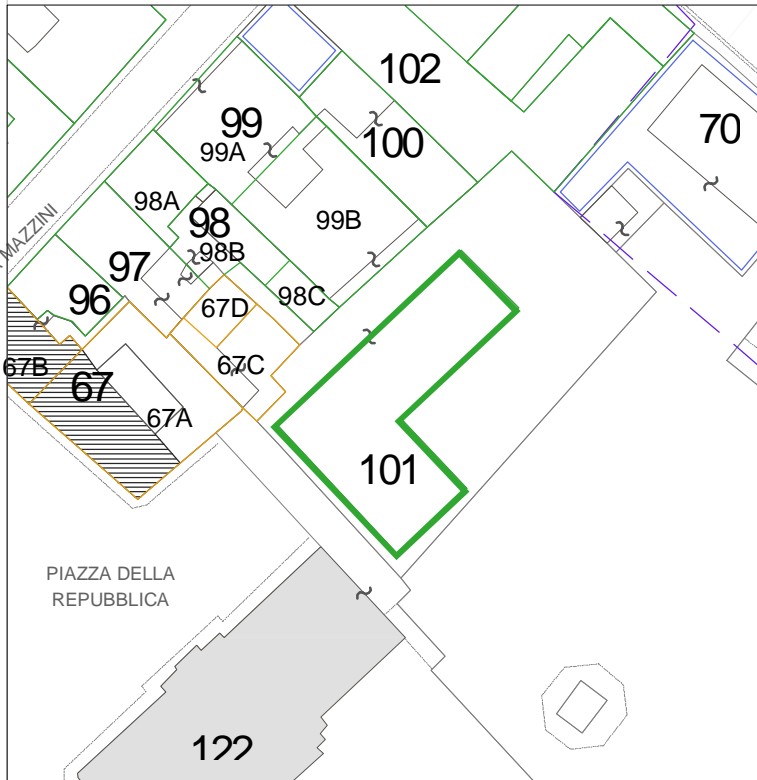 102
99
99A
100
70
98A
99B
MAZZINI
98
98B
97
98C
96
67D
67B
67C
67
67A
101
PIAZZA DELLA
REPUBBLICA
122